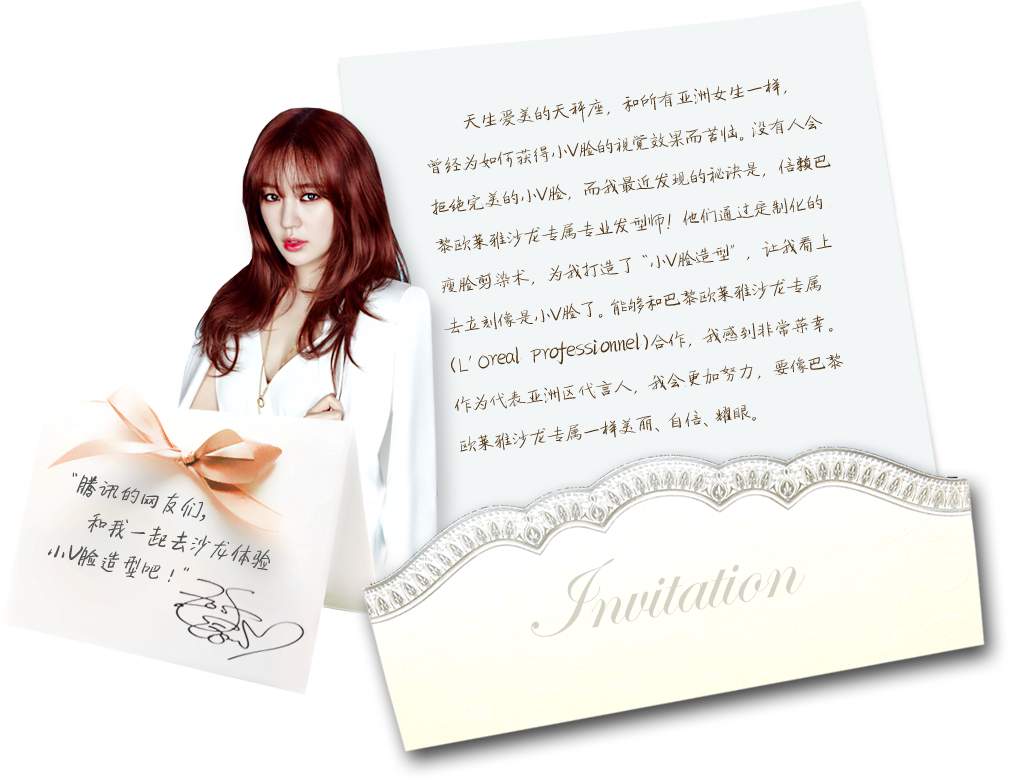 天生爱美的天秤座，和所有亚洲女生一样，
曾经为如何获得小V脸的视觉效果而苦恼。没有人会
拒绝完美的小V脸，而我最近发现的秘诀是，信赖巴
黎欧莱雅沙龙专属专业发型师！他们通过定制化的
瘦脸剪染术，为我打造了“小V脸造型”，让我看上
去立刻像是小V脸了。能够和巴黎欧莱雅沙龙专属
(L'Oreal professionnel)合作，我感到非常荣幸。
作为代表亚洲区代言人，我会更加努力，要像巴黎
欧莱雅沙龙专属一样美丽、自信、耀眼。
“腾讯的网友们，
和我一起去沙龙体验
小V脸造型吧！”
Invitation